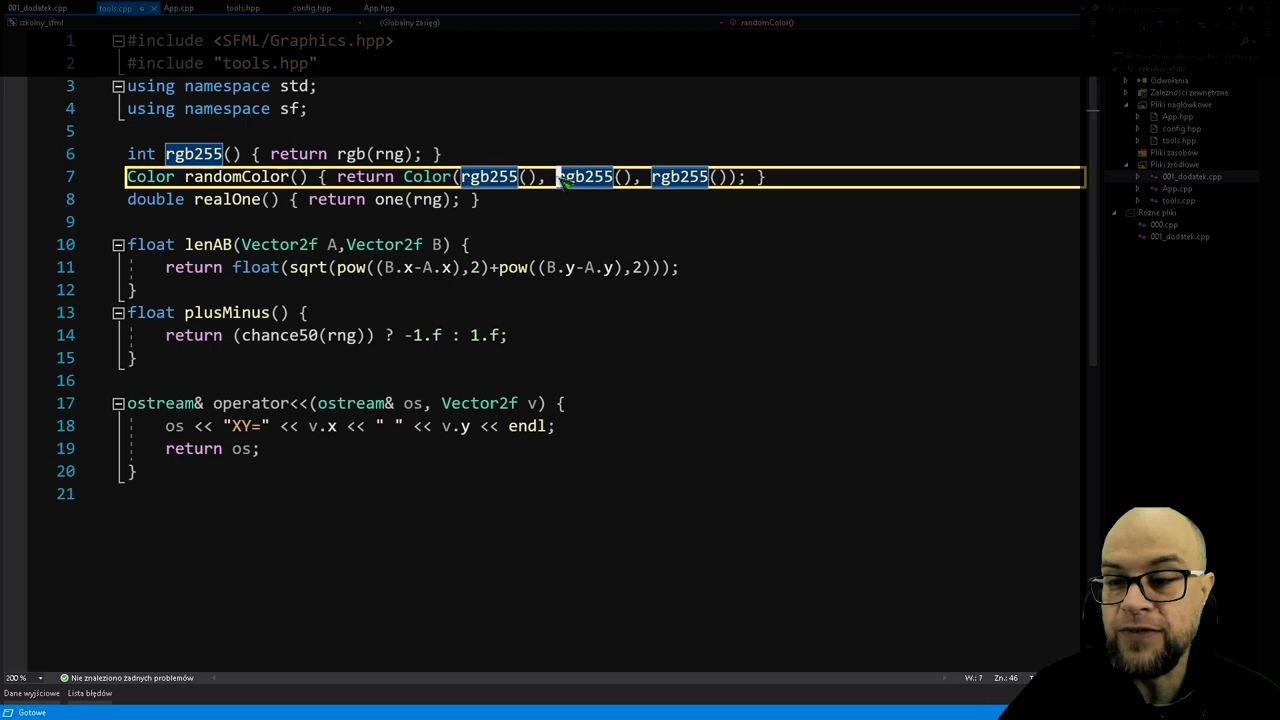 001_dodatek.cpp tools.cpp App.cpp tools.hpp config.hpp App.hpp
szkolny_sfml (Globalny zasięg) randomColor()
1 #include <SFML/Graphics.hpp>
2 #include "tools.hpp"
3 using namespace std;
4 using namespace sf;
5
6 int rgb255() { return rgb(rng); }
7 Color randomColor() { return Color(rgb255(), rgb255(), rgb255()); }
8 double realOne() { return one(rng); }
9
10 float lenAB(Vector2f A,Vector2f B) {
11 return float(sqrt(pow((B.x-A.x),2)+pow((B.y-A.y),2)));
12 }
13 float plusMinus() {
14 return (chance50(rng)) ? -1.f : 1.f;
15 }
16
17 ostream& operator<<(ostream& os, Vector2f v) {
18 os << "XY=" << v.x << " " << v.y << endl;
19 return os;
20 }
21
szkolny_sfml
Odwołania
Zależności zewnętrzne
Pliki nagłówkowe
App.hpp
config.hpp
tools.hpp
Pliki zasobów
Pliki źródłowe
001_dodatek.cpp
App.cpp
tools.cpp
Różne pliki
000.cpp
001_dodatek.cpp
200 % Nie znaleziono żadnych problemów W.: 7 Zn.: 46
Dane wyjściowe Lista błędów
Gotowe